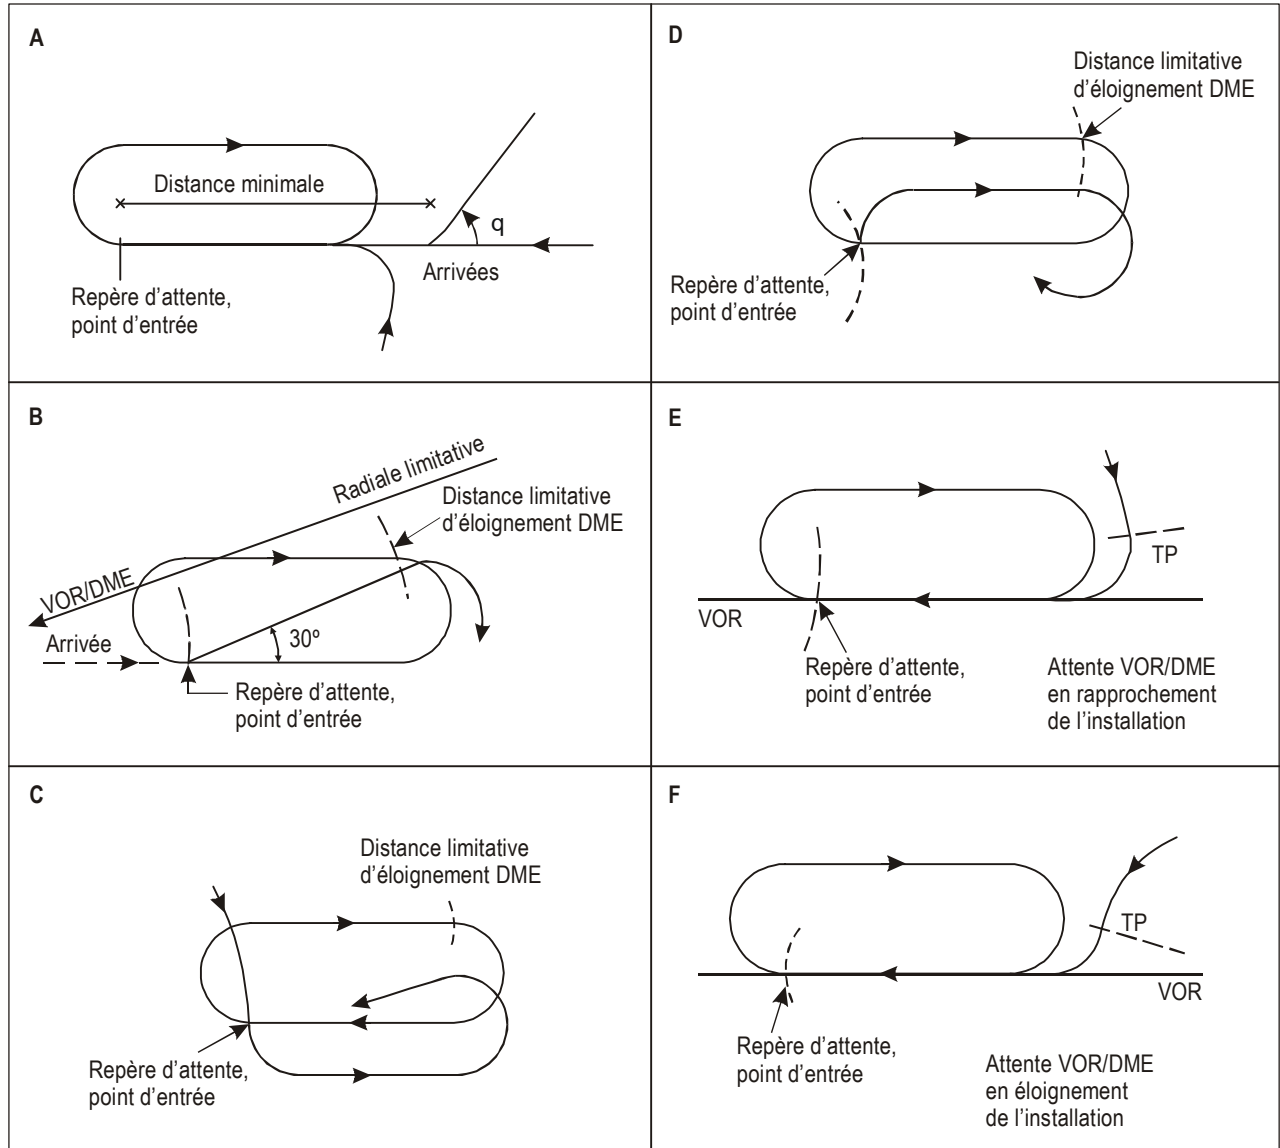 A
Distance minimale
q
Arrivées
Repère d’attente,
point d’entrée
B
Radiale limitative
Distance limitative
d’éloignement DME
VOR/DME
Arrivée
30º
Repère d’attente,
point d’entrée
C
Distance limitative
d’éloignement DME
Repère d’attente,
point d’entrée
D
Distance limitative
d’éloignement DME
Repère d’attente,
point d’entrée
E
TP
VOR
Repère d’attente,
point d’entrée
Attente VOR/DME
en rapprochement
de l’installation
F
TP
VOR
Repère d’attente,
point d’entrée
Attente VOR/DME
en éloignement
de l’installation